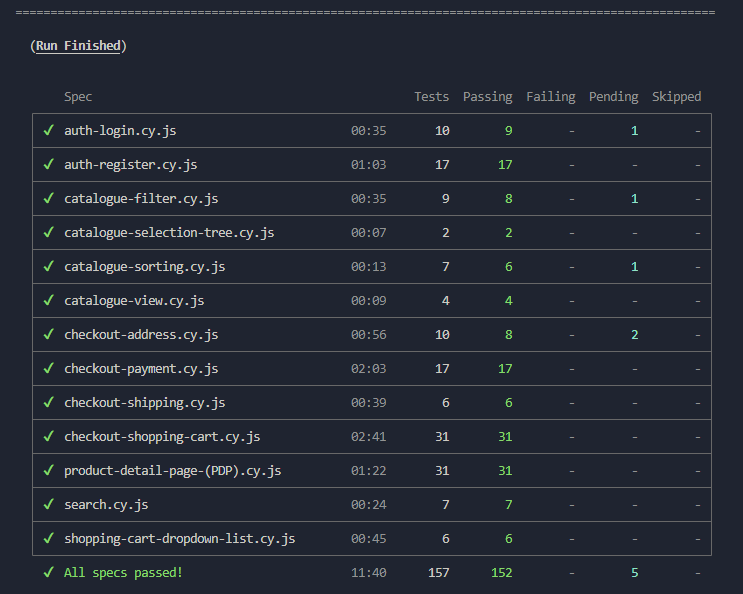 ====================================================================================================
(Run Finished)
Spec Tests Passing Failing Pending Skipped
✓ auth-login.cy.js 00:35 10 9 - 1 -
✓ auth-register.cy.js 01:03 17 17 - - -
✓ catalogue-filter.cy.js 00:35 9 8 - 1 -
✓ catalogue-selection-tree.cy.js 00:07 2 2 - - -
✓ catalogue-sorting.cy.js 00:13 7 6 - 1 -
✓ catalogue-view.cy.js 00:09 4 4 - - -
✓ checkout-address.cy.js 00:56 10 8 - 2 -
✓ checkout-payment.cy.js 02:03 17 17 - - -
✓ checkout-shipping.cy.js 00:39 6 6 - - -
✓ checkout-shopping-cart.cy.js 02:41 31 31 - - -
✓ product-detail-page-(PDP).cy.js 01:22 31 31 - - -
✓ search.cy.js 00:24 7 7 - - -
✓ shopping-cart-dropdown-list.cy.js 00:45 6 6 - - -
✓ All specs passed! 11:40 157 152 - 5 -